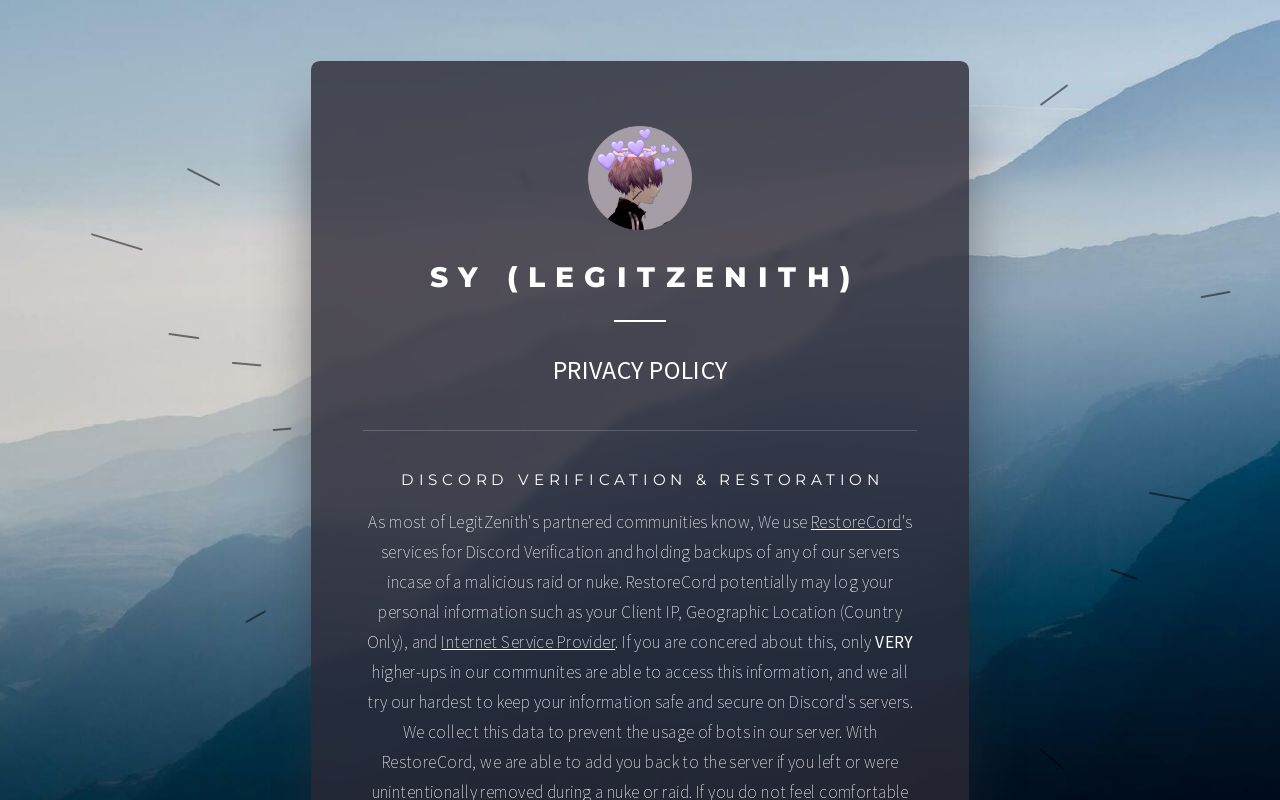 SY (LEGITZENITH)
PRIVACY POLICY
DISCORD VERIFICATION & RESTORATION
As most of LegitZenith's partnered communities know, We use RestoreCord's
services for Discord Verification and holding backups of any of our servers
incase of a malicious raid or nuke. RestoreCord potentially may log your
personal information such as your Client IP, Geographic Location (Country
Only), and Internet Service Provider. If you are concered about this, only VERY
higher-ups in our communites are able to access this information, and we all
try our hardest to keep your information safe and secure on Discord's servers.
We collect this data to prevent the usage of bots in our server. With
RestoreCord, we are able to add you back to the server if you left or were
unintentionally removed during a nuke or raid. If you do not feel comfortable